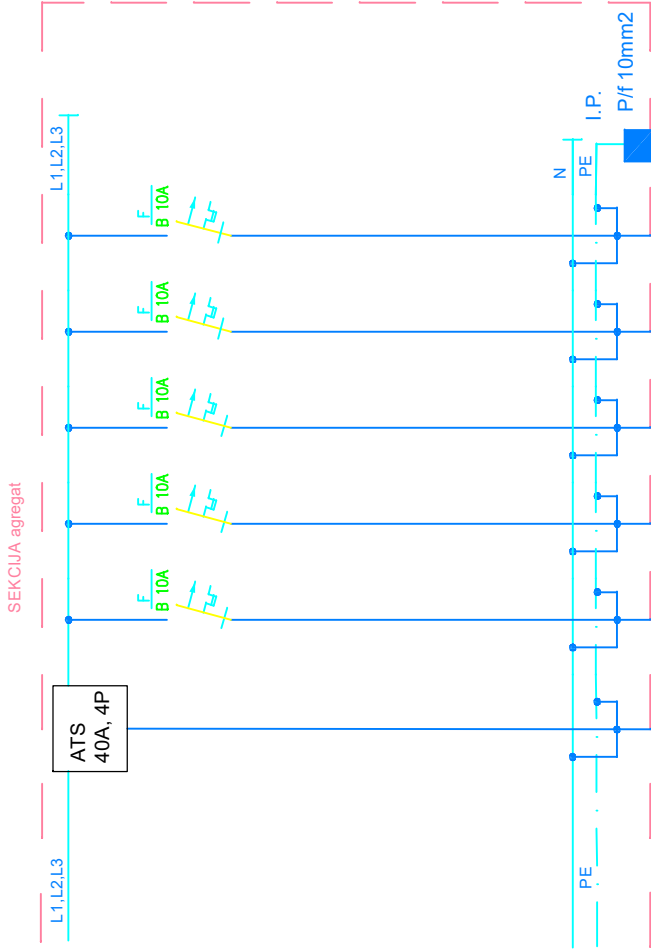 SEKCIJA agregat
L1,L2,L3
ATS
40A, 4P
F
B 10A
F
B 10A
F
B 10A
F
B 10A
F
B 10A
L1,L2,L3
PE
N
PE
I.P.
P/f 10mm2